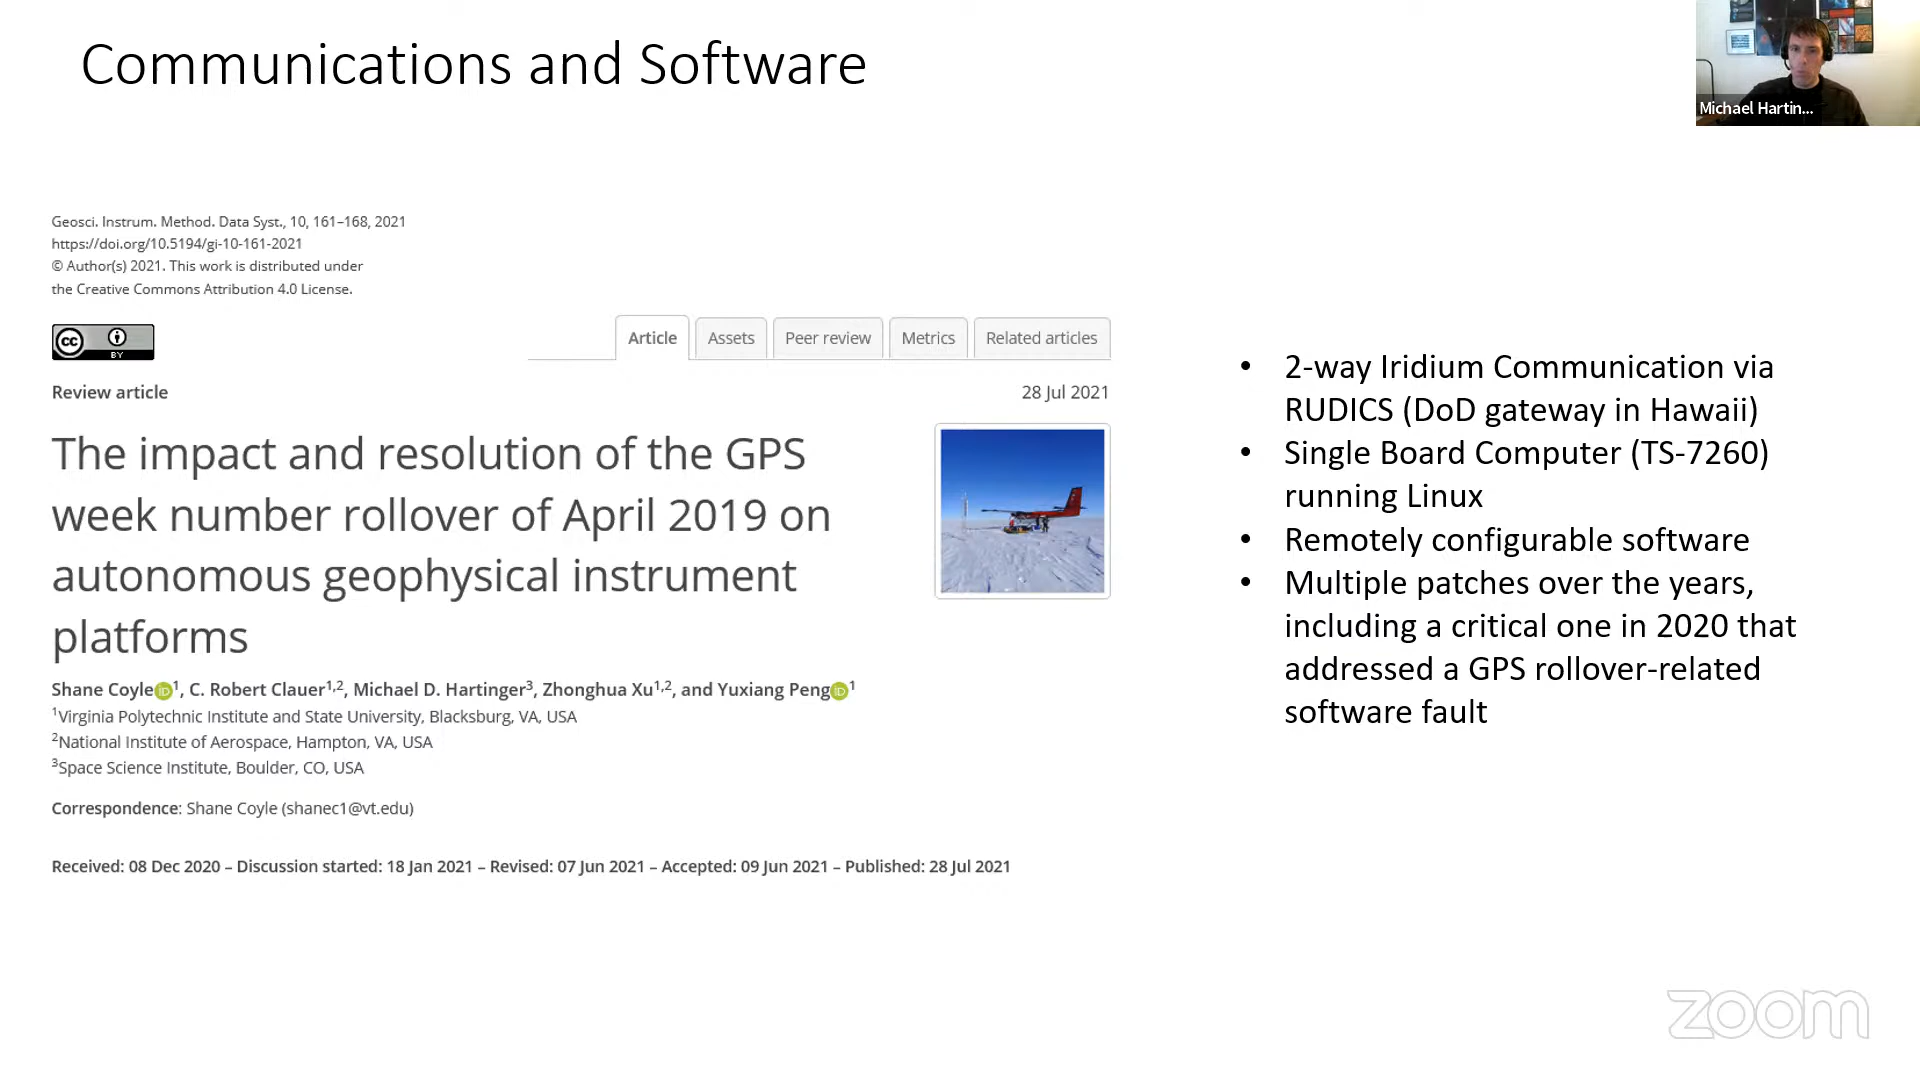 Communications and Software
Michael Hartin...
Geosci. Instrum. Method. Data Syst., 10, 161–168, 2021
https://doi.org/10.5194/gi-10-161-2021
© Author(s) 2021. This work is distributed under
the Creative Commons Attribution 4.0 License.
cc BY
Article Assets Peer review Metrics Related articles
Review article 28 Jul 2021
The impact and resolution of the GPS
week number rollover of April 2019 on
autonomous geophysical instrument
platforms
Shane Coyle iD 1, C. Robert Clauer1,2, Michael D. Hartinger3, Zhonghua Xu1,2, and Yuxiang Peng iD 1
1Virginia Polytechnic Institute and State University, Blacksburg, VA, USA
2National Institute of Aerospace, Hampton, VA, USA
3Space Science Institute, Boulder, CO, USA
Correspondence: Shane Coyle (shanec1@vt.edu)
Received: 08 Dec 2020 – Discussion started: 18 Jan 2021 – Revised: 07 Jun 2021 – Accepted: 09 Jun 2021 – Published: 28 Jul 2021
• 2-way Iridium Communication via
RUDICS (DoD gateway in Hawaii)
• Single Board Computer (TS-7260)
running Linux
• Remotely configurable software
• Multiple patches over the years,
including a critical one in 2020 that
addressed a GPS rollover-related
software fault
zoom